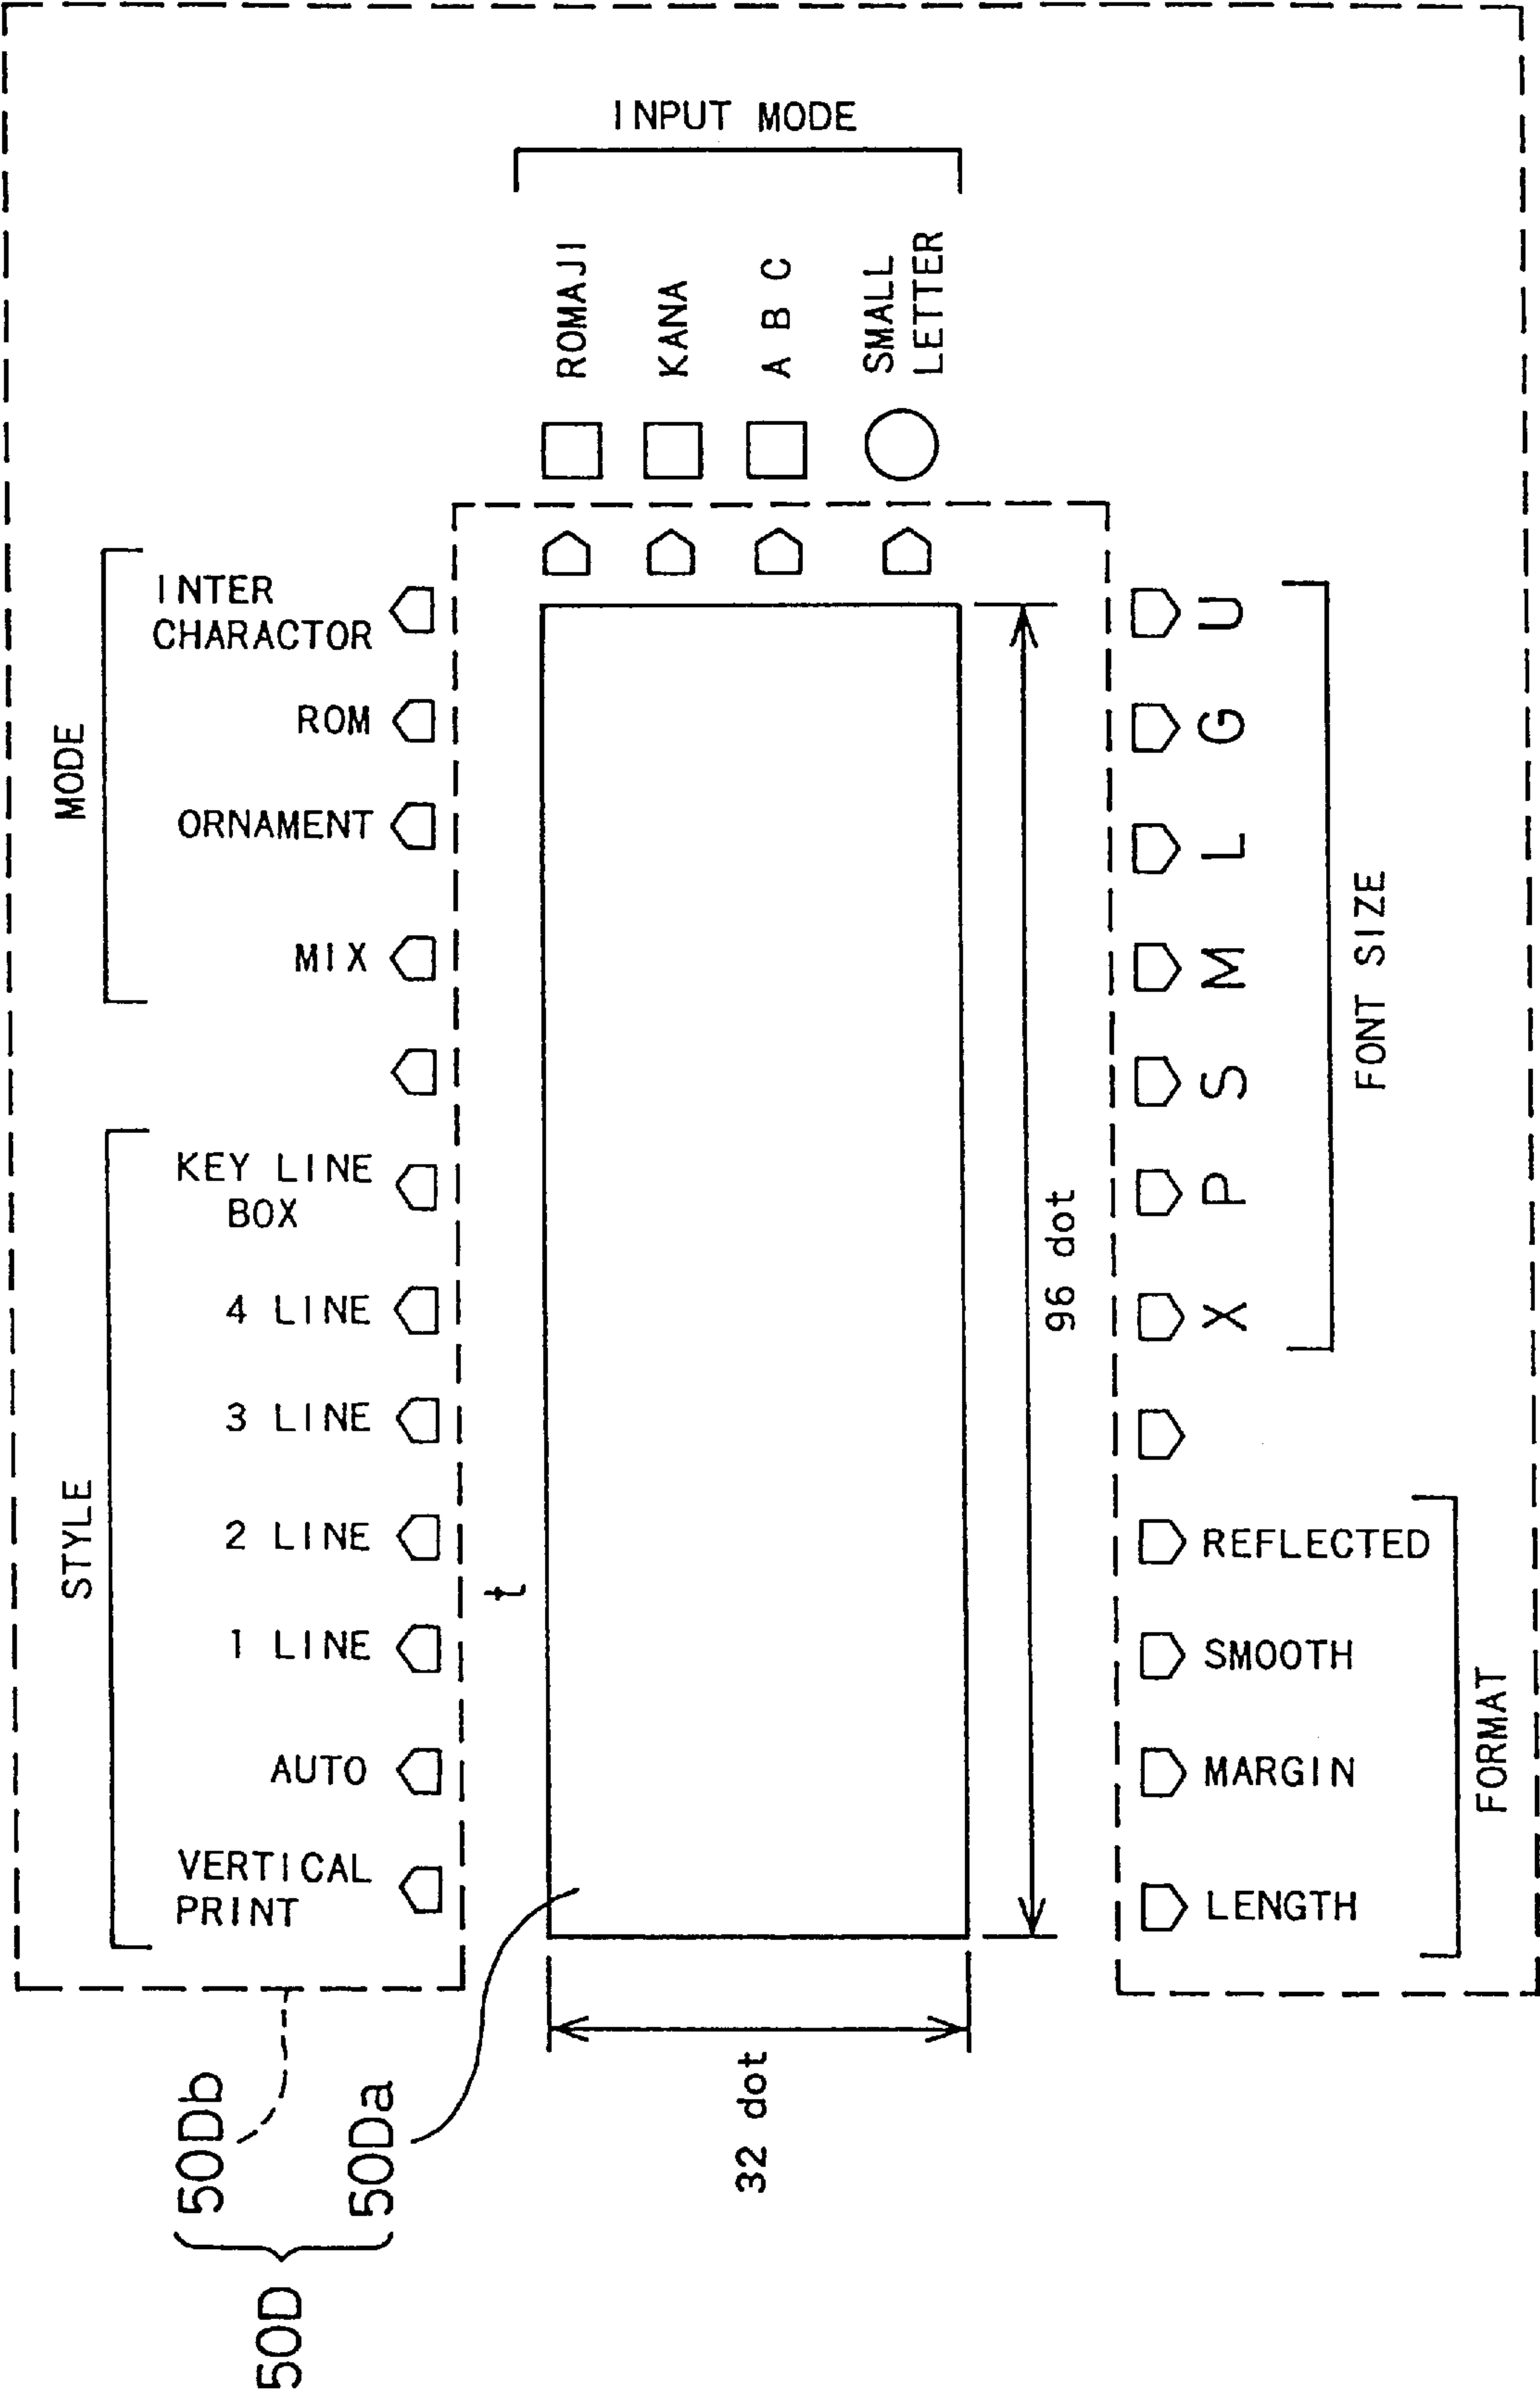 INPUT MODE
ROMAJI
KANA
A B C
SMALL
LETTER
MODE
INTER
CHARACTOR
ROM
ORNAMENT
MIX
STYLE
KEY LINE
BOX
4 LINE
3 LINE
2 LINE
1 LINE
AUTO
VERTICAL
PRINT
t
96 dot
32 dot
U
G
L
M
S
P
X
FONT SIZE
REFLECTED
SMOOTH
MARGIN
LENGTH
FORMAT
50Db
50Da
50D